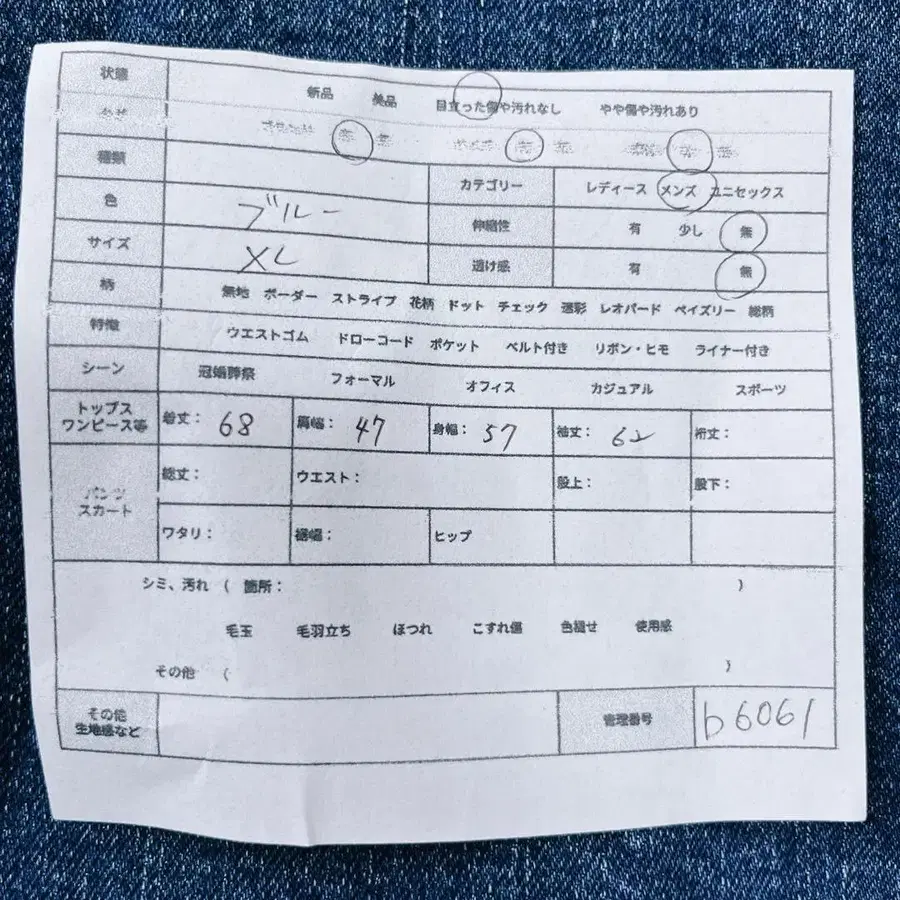 状態 新品 美品 目立った傷や汚れなし やや傷や汚れあり
種類 カテゴリー レディース メンズ ユニセックス
色 ブルー 伸縮性 有 少し 無
サイズ XL 透け感 有 無
柄 無地 ボーダー ストライプ 花柄 ドット チェック 迷彩 レオパード ペイズリー 総柄
特徴 ウエストゴム ドローコード ポケット ベルト付き リボン・ヒモ ライナー付き
シーン 冠婚葬祭 フォーマル オフィス カジュアル スポーツ
トップス
ワンピース等 着丈: 68 肩幅: 47 身幅: 57 袖丈: 62 裄丈:
パンツ
スカート 総丈: ウエスト: 股上: 股下:
ワタリ: 裾幅: ヒップ
シミ、汚れ ( 箇所: )
毛玉 毛羽立ち ほつれ こすれ傷 色褪せ 使用感
その他 ( )
その他
生地感など 管理番号 b6061